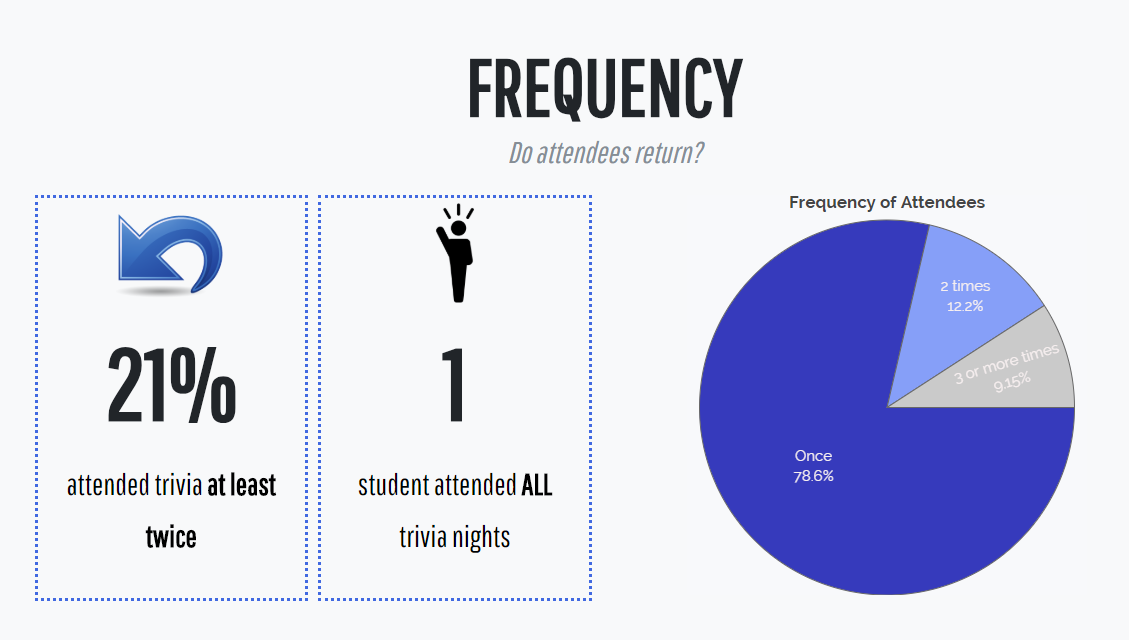 FREQUENCY
Do attendees return?
21%
attended trivia at least
twice
1
student attended ALL
trivia nights
Frequency of Attendees
2 times
12.2%
3 or more times
9.15%
Once
78.6%